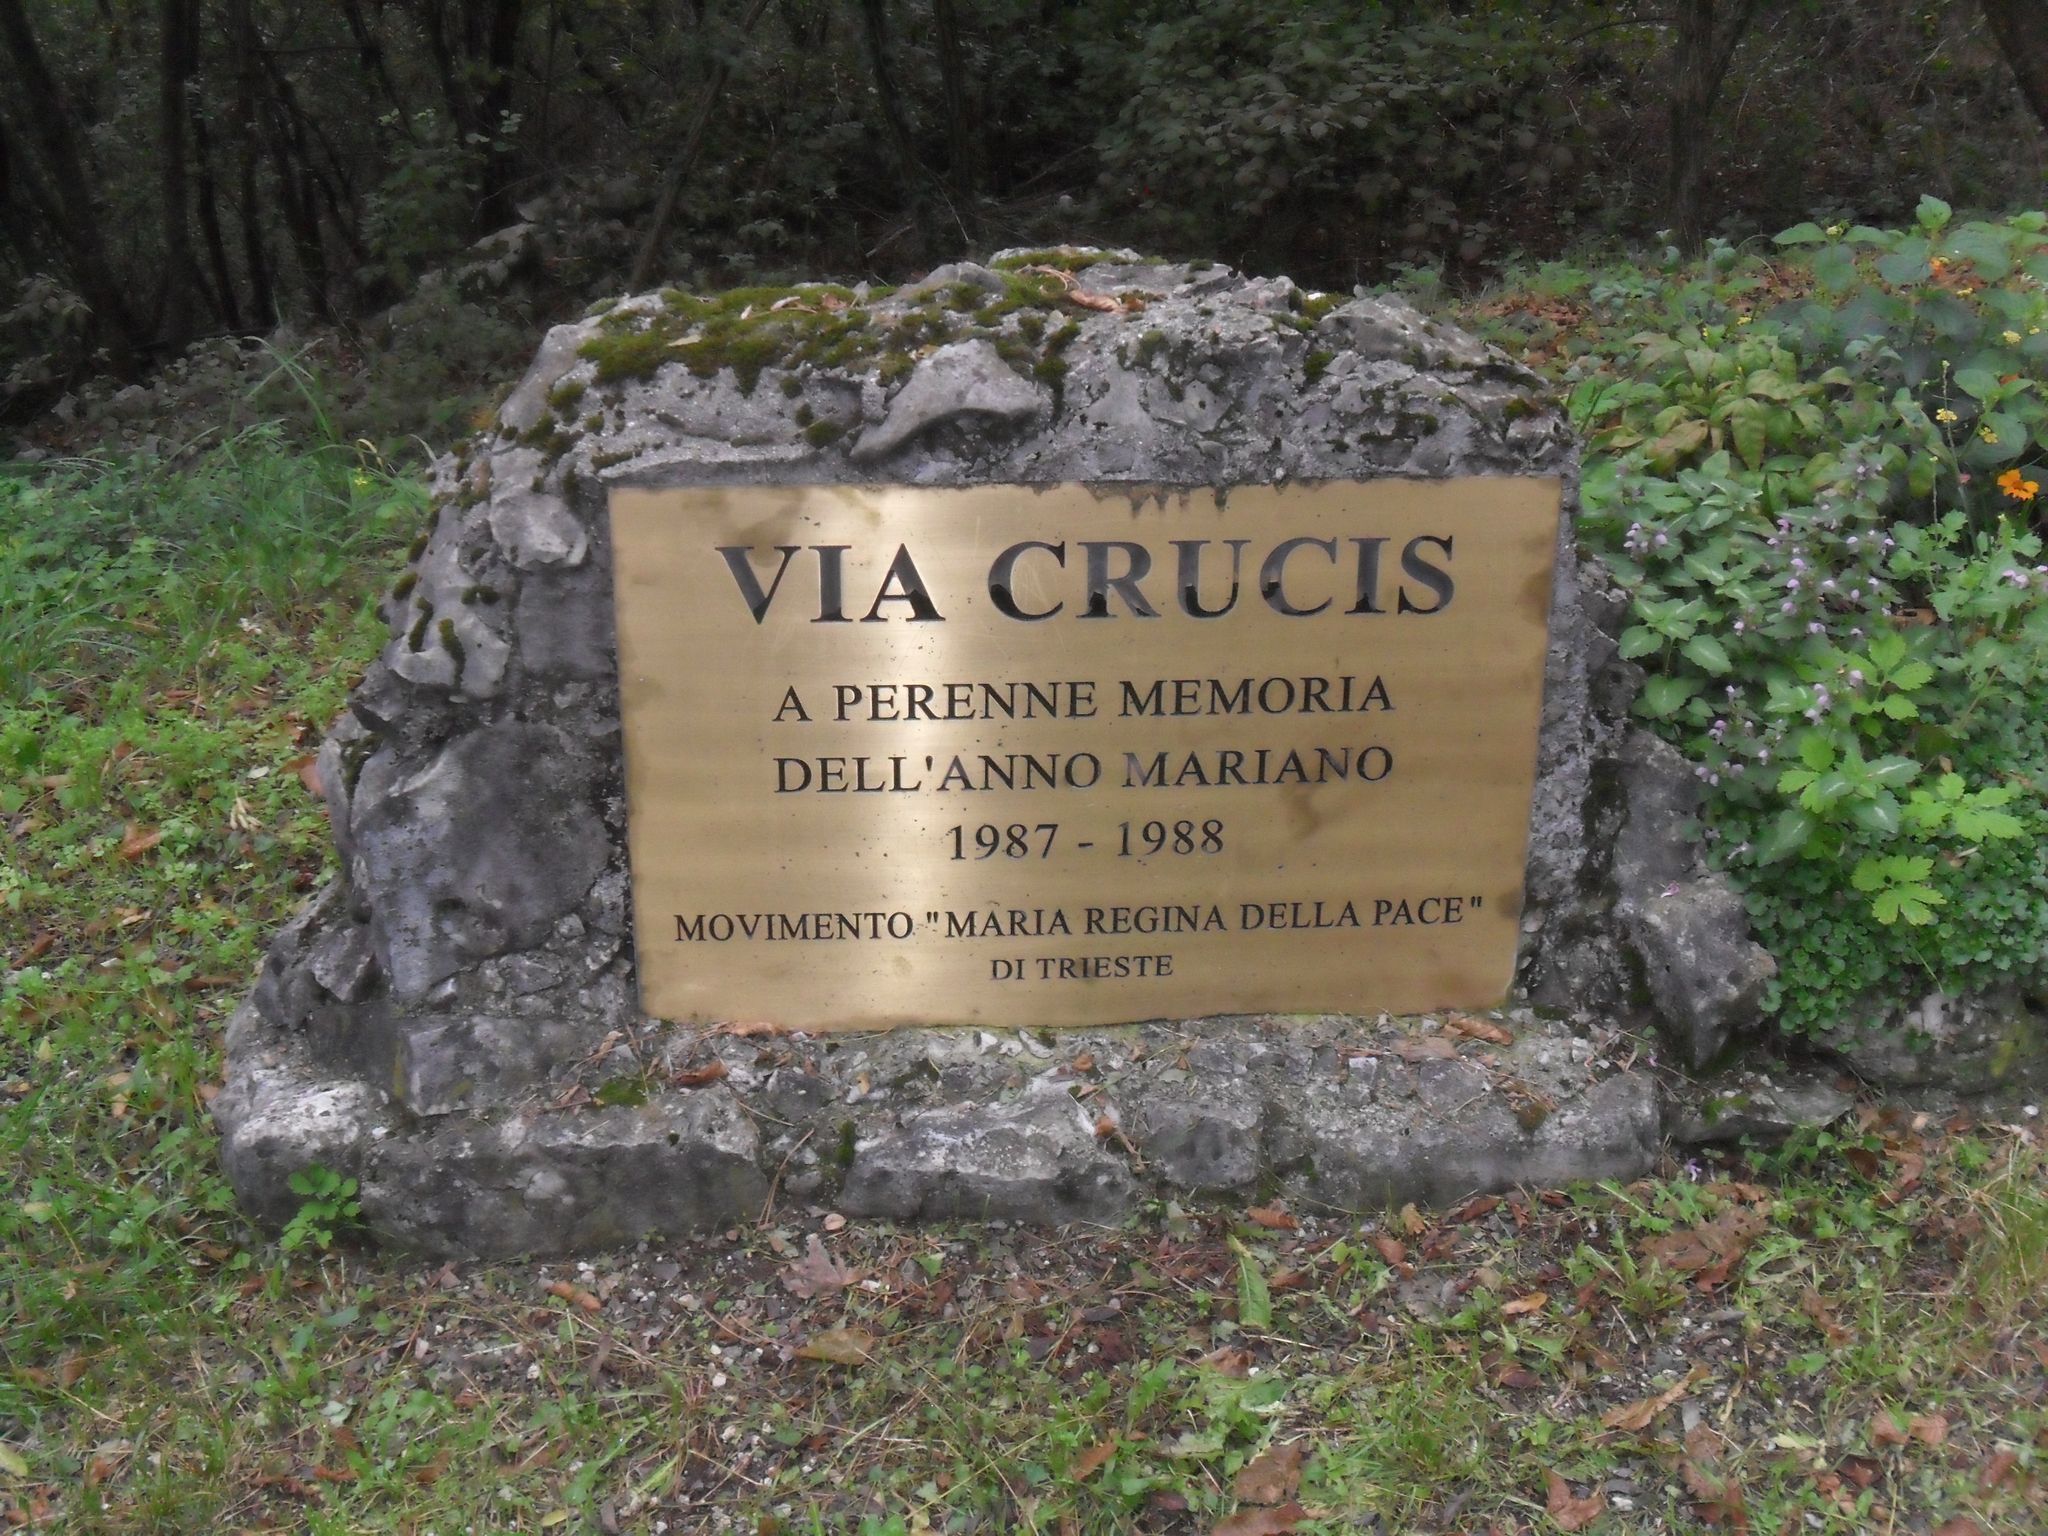 VIA CRUCIS
A PERENNE MEMORIA
DELL'ANNO MARIANO
1987 - 1988
MOVIMENTO "MARIA REGINA DELLA PACE"
DI TRIESTE